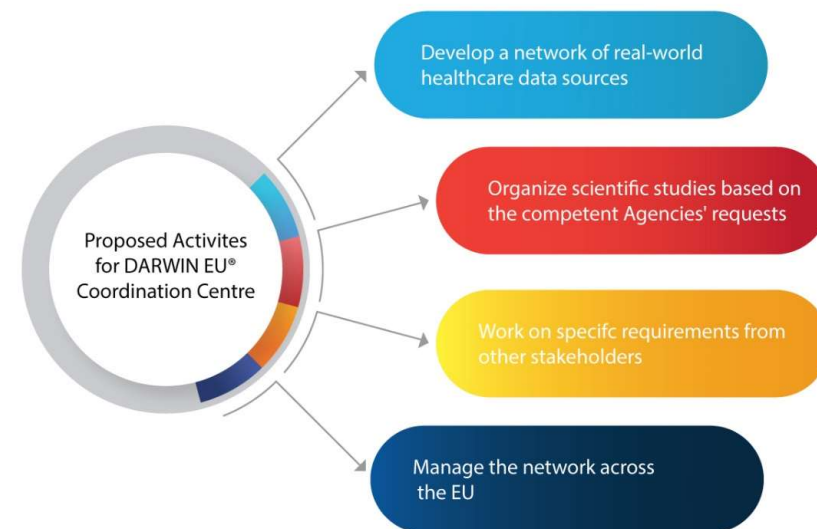 Develop a network of real-world
healthcare data sources
Organize scientific studies based on
the competent Agencies' requests
Proposed Activites
for DARWIN EU®
Coordination Centre
Work on specifc requirements from
other stakeholders
Manage the network across
the EU